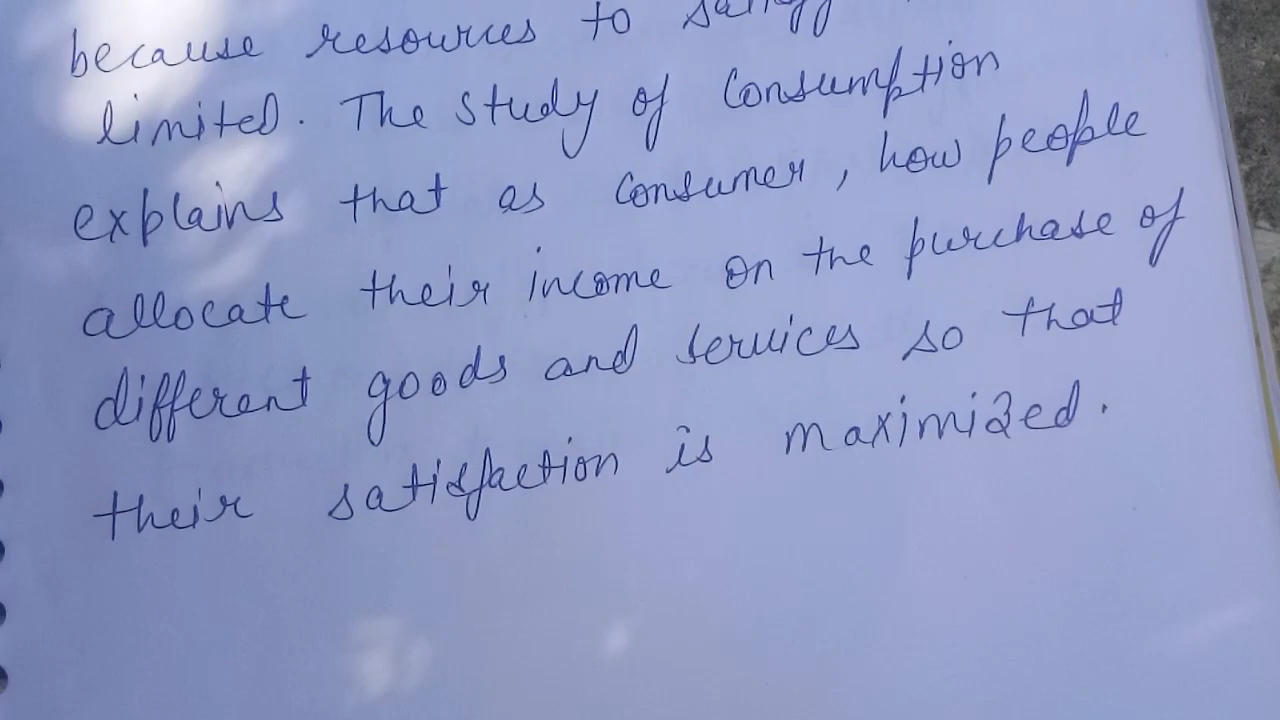 because resources to satisfy
limited. The study of Consumption
explains that as Consumer, how people
allocate their income on the purchase of
different goods and services so that
their satisfaction is maximized.